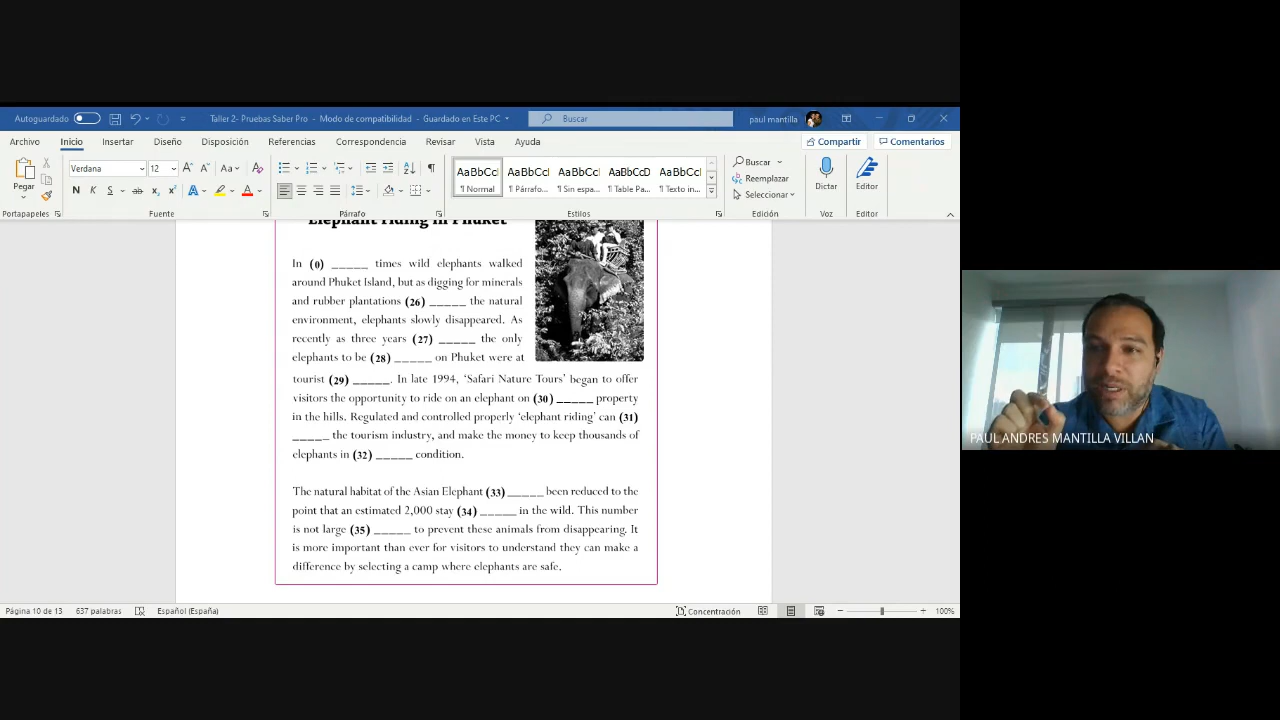 Autoguardado
Taller 2- Pruebas Saber Pro - Modo de compatibilidad - Guardado en Este PC
Buscar
paul mantilla
Archivo Inicio Insertar Diseño Disposición Referencias Correspondencia Revisar Vista Ayuda
Compartir Comentarios
Pegar
Verdana 12
N K S ab x₂ x² A A
Aa
AaBbCcI AaBbCcI AaBbCcI AaBbCcD AaBbCcI
¶ Normal ¶ Párrafo... ¶ Sin espa... ¶ Table Pa... ¶ Texto in...
Buscar
Reemplazar
Seleccionar
Dictar
Editor
Portapapeles Fuente Párrafo Estilos Edición Voz Editor
Elephant riding in Phuket
In (0) _____ times wild elephants walked
around Phuket Island, but as digging for minerals
and rubber plantations (26) _____ the natural
environment, elephants slowly disappeared. As
recently as three years (27) _____ the only
elephants to be (28) _____ on Phuket were at
tourist (29) _____. In late 1994, ‘Safari Nature Tours’ began to offer
visitors the opportunity to ride on an elephant on (30) _____ property
in the hills. Regulated and controlled properly ‘elephant riding’ can (31)
_____ the tourism industry, and make the money to keep thousands of
elephants in (32) _____ condition.
The natural habitat of the Asian Elephant (33) _____ been reduced to the
point that an estimated 2,000 stay (34) _____ in the wild. This number
is not large (35) _____ to prevent these animals from disappearing. It
is more important than ever for visitors to understand they can make a
difference by selecting a camp where elephants are safe.
PAUL ANDRES MANTILLA VILLAN
Página 10 de 13 637 palabras Español (España)
Concentración
100%